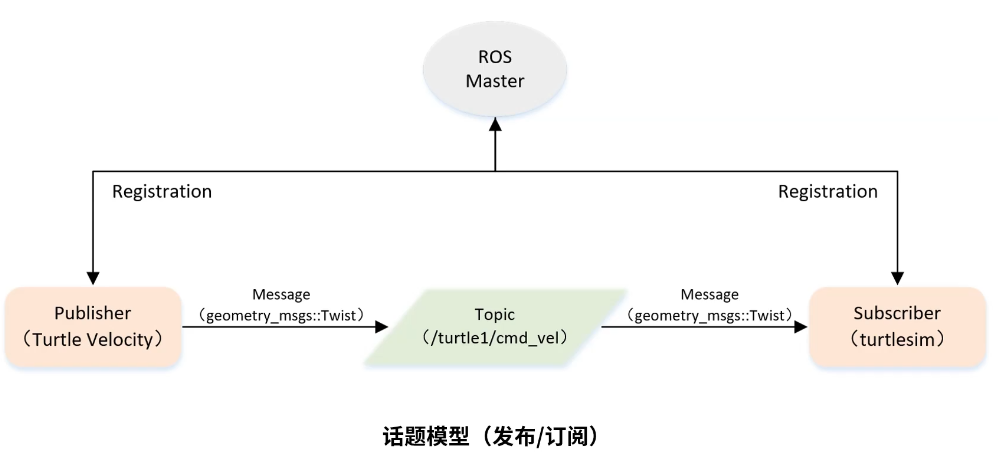 ROS
Master
Registration
Registration
Publisher
（Turtle Velocity）
Message
（geometry_msgs::Twist）
Topic
（/turtle1/cmd_vel）
Message
（geometry_msgs::Twist）
Subscriber
（turtlesim）
话题模型（发布/订阅）